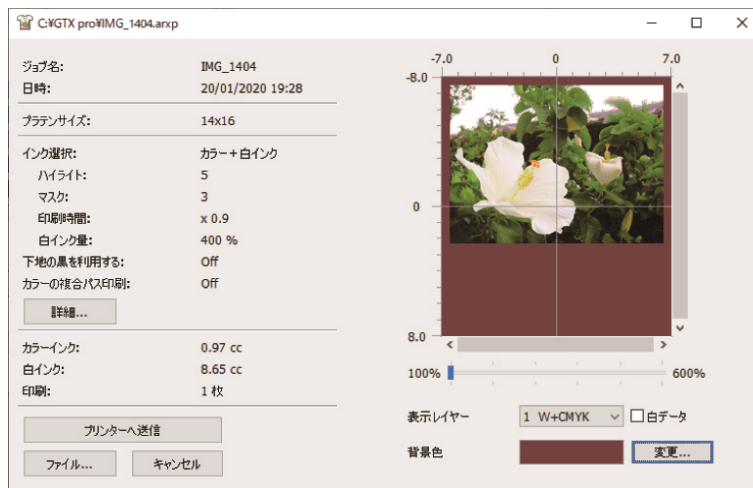 C:¥GTX pro¥IMG_1404.arxp
ジョブ名: IMG_1404
日時: 20/01/2020 19:28
プラテンサイズ: 14x16
インク選択: カラー+白インク
ハイライト: 5
マスク: 3
印刷時間: x 0.9
白インク量: 400 %
下地の黒を利用する: Off
カラーの複合パス印刷: Off
詳細...
カラーインク: 0.97 cc
白インク: 8.65 cc
印刷: 1 枚
プリンターへ送信
ファイル... キャンセル
-7.0 0 7.0
-8.0
0
8.0
100% 600%
表示レイヤー 1 W+CMYK 白データ
背景色 変更...